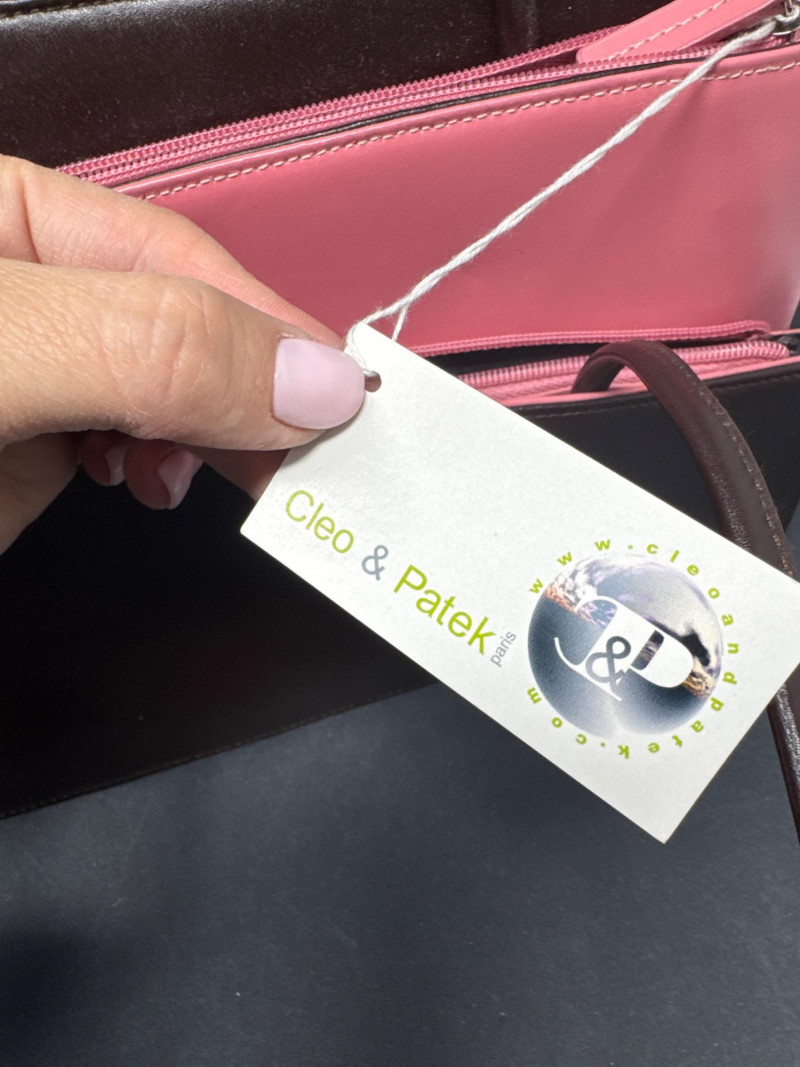 Cleo & Patek
paris
www.cleoandpatek.com
&P